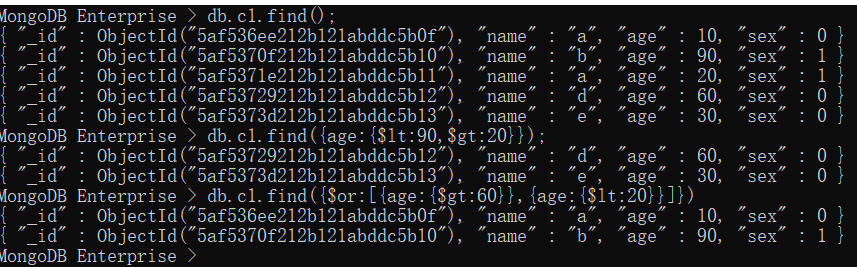 MongoDB Enterprise > db.c1.find();
{ "_id" : ObjectId("5af536ee212b121abddc5b0f"), "name" : "a", "age" : 10, "sex" : 0 }
{ "_id" : ObjectId("5af5370f212b121abddc5b10"), "name" : "b", "age" : 90, "sex" : 1 }
{ "_id" : ObjectId("5af5371e212b121abddc5b11"), "name" : "a", "age" : 20, "sex" : 1 }
{ "_id" : ObjectId("5af53729212b121abddc5b12"), "name" : "d", "age" : 60, "sex" : 0 }
{ "_id" : ObjectId("5af5373d212b121abddc5b13"), "name" : "e", "age" : 30, "sex" : 0 }
MongoDB Enterprise > db.c1.find({age:{$lt:90,$gt:20}});
{ "_id" : ObjectId("5af53729212b121abddc5b12"), "name" : "d", "age" : 60, "sex" : 0 }
{ "_id" : ObjectId("5af5373d212b121abddc5b13"), "name" : "e", "age" : 30, "sex" : 0 }
MongoDB Enterprise > db.c1.find({$or:[{age:{$gt:60}},{age:{$lt:20}}]})
{ "_id" : ObjectId("5af536ee212b121abddc5b0f"), "name" : "a", "age" : 10, "sex" : 0 }
{ "_id" : ObjectId("5af5370f212b121abddc5b10"), "name" : "b", "age" : 90, "sex" : 1 }
MongoDB Enterprise >